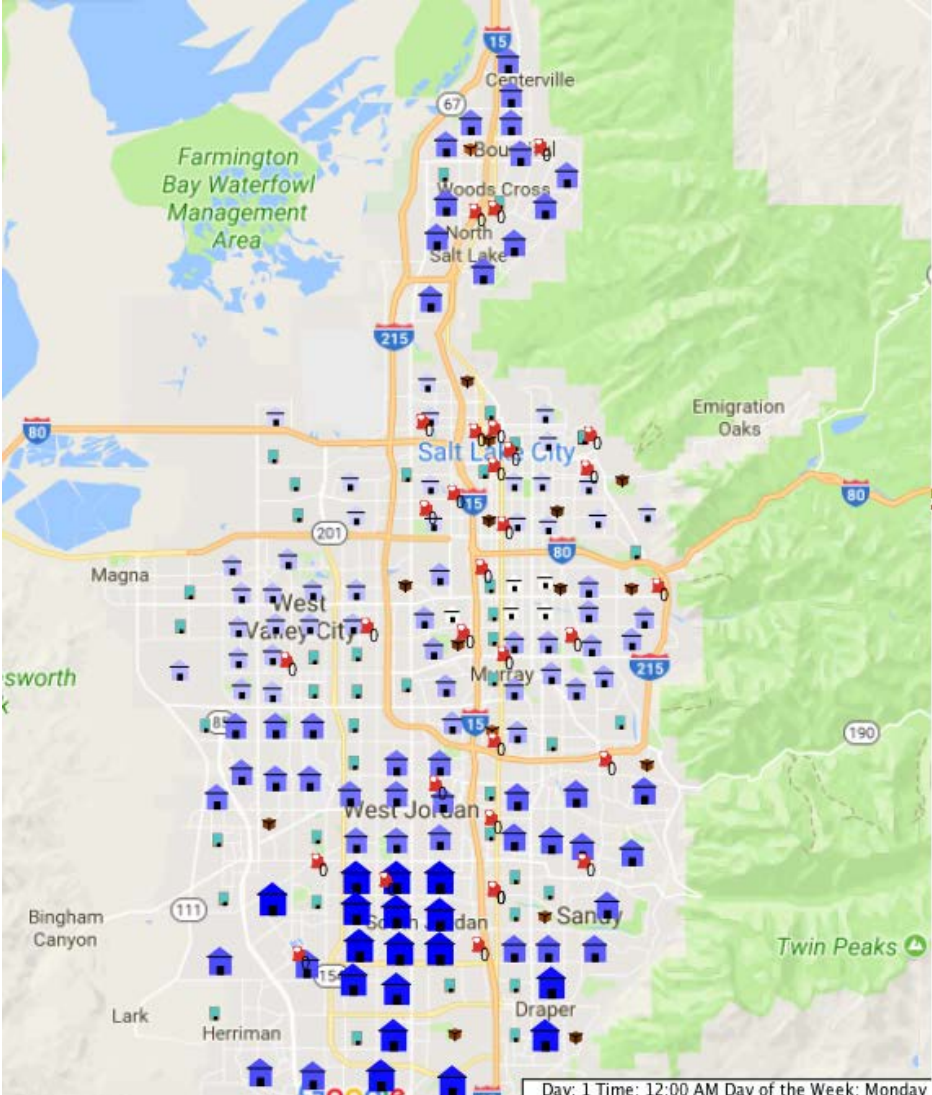 15
Centerville
67
Farmington
Bay Waterfowl
Management
Area
Woods Cross
North
Salt Lake
215
80
Emigration
Oaks
Salt Lake City
15
80
201
80
Magna
West
Valley City
sworth
k
Murray
215
15
190
West Jordan
111
Bingham
Canyon
Sandy
Twin Peaks
Lark
Herriman
Draper
Day: 1 Time: 12:00 AM Day of the Week: Monday